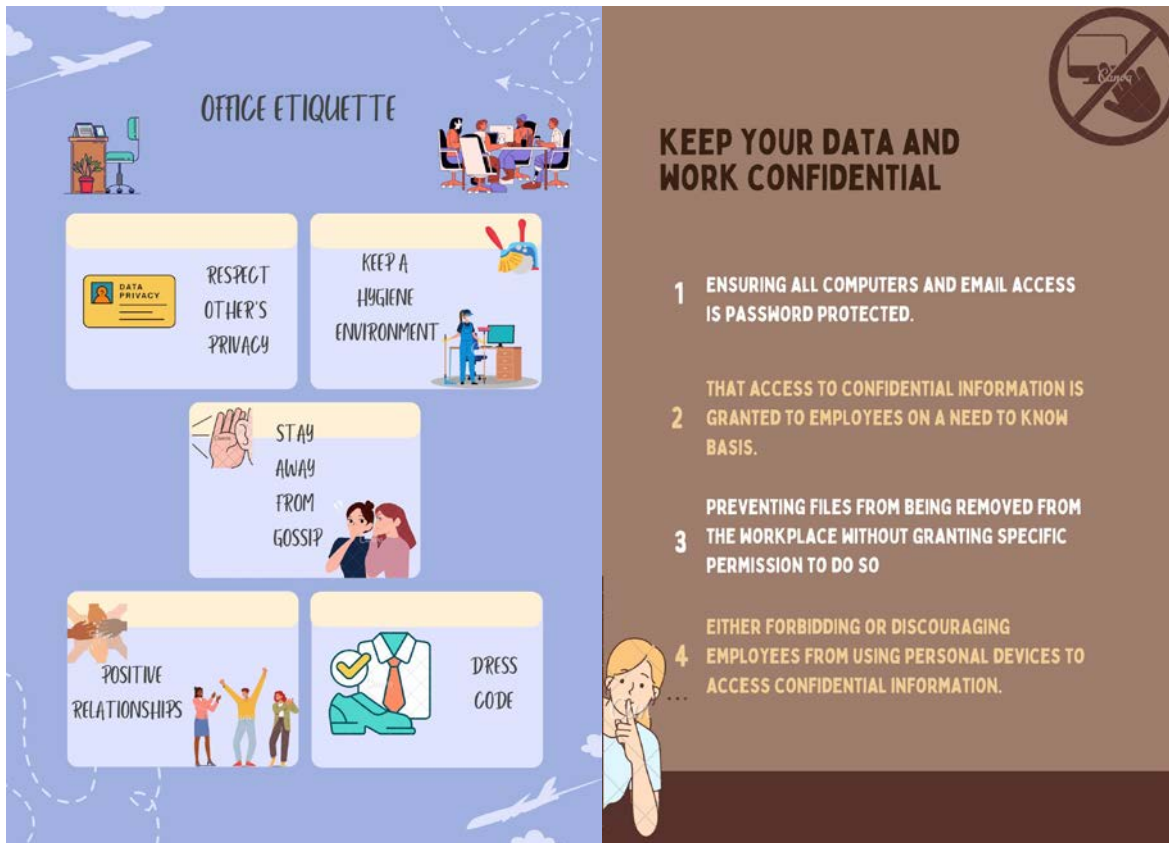 OFFICE ETIQUETTE
DATA
PRIVACY
RESPECT
OTHER'S
PRIVACY
KEEP A
HYGIENE
ENVIRONMENT
STAY
AWAY
FROM
GOSSIP
POSITIVE
RELATIONSHIPS
DRESS
CODE
Canva
KEEP YOUR DATA AND
WORK CONFIDENTIAL
1 ENSURING ALL COMPUTERS AND EMAIL ACCESS
IS PASSWORD PROTECTED.
THAT ACCESS TO CONFIDENTIAL INFORMATION IS
2 GRANTED TO EMPLOYEES ON A NEED TO KNOW
BASIS.
PREVENTING FILES FROM BEING REMOVED FROM
3 THE WORKPLACE WITHOUT GRANTING SPECIFIC
PERMISSION TO DO SO
EITHER FORBIDDING OR DISCOURAGING
4 EMPLOYEES FROM USING PERSONAL DEVICES TO
ACCESS CONFIDENTIAL INFORMATION.
...